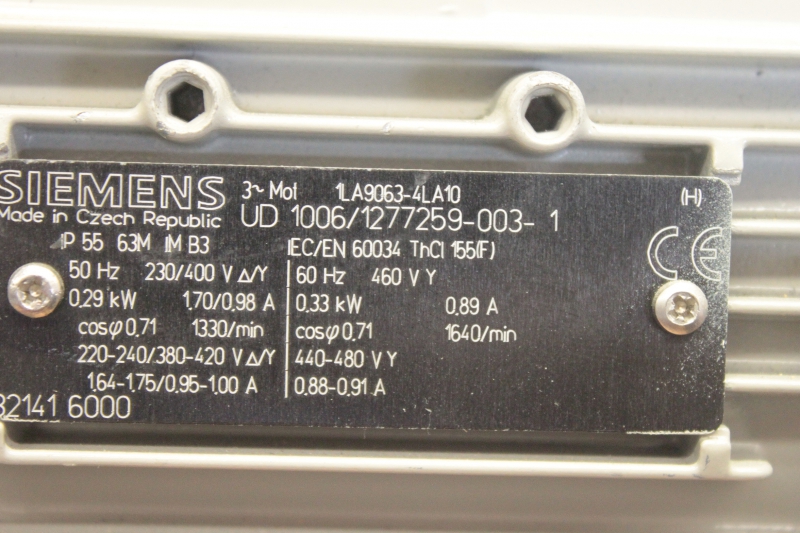 SIEMENS 3~ Mot 1LA9063-4LA10 (H)
Made in Czech Republic UD 1006/1277259-003- 1
IP 55 63M IM B3 IEC/EN 60034 ThCl 155(F)
50 Hz 230/400 V Δ/Y 60 Hz 460 V Y
0,29 kW 1.70/0.98 A 0.33 kW 0.89 A
cosφ 0,71 1330/min cosφ 0,71 1640/min
220-240/380-420 V Δ/Y 440-480 V Y
1.64-1.75/0.95-1.00 A 0.88-0.91 A
CE
32141 6000